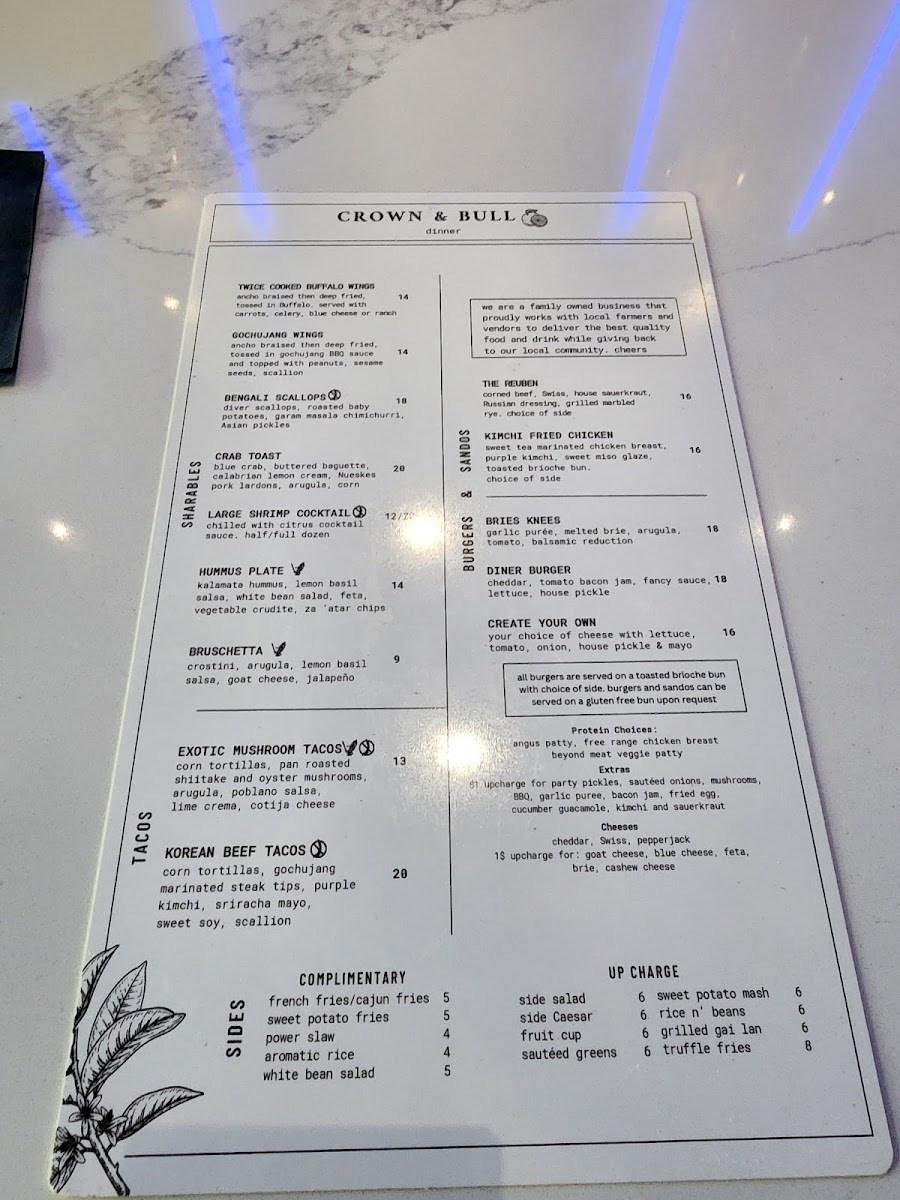 CROWN & BULL
dinner
SHARABLES
TWICE COOKED BUFFALO WINGS
ancho braised then deep fried, 14
tossed in Buffalo. served with
carrots, celery, blue cheese or ranch
GOCHUJANG WINGS
ancho braised then deep fried,
tossed in gochujang BBQ sauce 14
and topped with peanuts, sesame
seeds, scallion
BENGALI SCALLOPS 18
diver scallops, roasted baby
potatoes, garam masala chimichurri,
Asian pickles
CRAB TOAST
blue crab, buttered baguette, 20
calabrian lemon cream, Nueskes
pork lardons, arugula, corn
LARGE SHRIMP COCKTAIL 12/
chilled with citrus cocktail
sauce. half/full dozen
HUMMUS PLATE
kalamata hummus, lemon basil 14
salsa, white bean salad, feta,
vegetable crudite, za 'atar chips
BRUSCHETTA 9
crostini, arugula, lemon basil
salsa, goat cheese, jalapeño
TACOS
EXOTIC MUSHROOM TACOS
corn tortillas, pan roasted 13
shiitake and oyster mushrooms,
arugula, poblano salsa,
lime crema, cotija cheese
KOREAN BEEF TACOS
corn tortillas, gochujang 20
marinated steak tips, purple
kimchi, sriracha mayo,
sweet soy, scallion
we are a family owned business that
proudly works with local farmers and
vendors to deliver the best quality
food and drink while giving back
to our local community. cheers
BURGERS & SANDOS
THE REUBEN
corned beef, Swiss, house sauerkraut, 16
Russian dressing, grilled marbled
rye. choice of side
KIMCHI FRIED CHICKEN
sweet tea marinated chicken breast, 16
purple kimchi, sweet miso glaze,
toasted brioche bun.
choice of side
BRIES KNEES
garlic purée, melted brie, arugula, 18
tomato, balsamic reduction
DINER BURGER
cheddar, tomato bacon jam, fancy sauce, 18
lettuce, house pickle
CREATE YOUR OWN
your choice of cheese with lettuce, 16
tomato, onion, house pickle & mayo
all burgers are served on a toasted brioche bun
with choice of side. burgers and sandos can be
served on a gluten free bun upon request
Protein Choices:
angus patty, free range chicken breast
beyond meat veggie patty
Extras
$1 upcharge for party pickles, sautéed onions, mushrooms,
BBQ, garlic puree, bacon jam, fried egg,
cucumber guacamole, kimchi and sauerkraut
Cheeses
cheddar, Swiss, pepperjack
1$ upcharge for: goat cheese, blue cheese, feta,
brie, cashew cheese
SIDES
COMPLIMENTARY
french fries/cajun fries 5
sweet potato fries 5
power slaw 4
aromatic rice 4
white bean salad 5
UP CHARGE
side salad 6 sweet potato mash 6
side Caesar 6 rice n' beans 6
fruit cup 6 grilled gai lan 6
sautéed greens 6 truffle fries 8